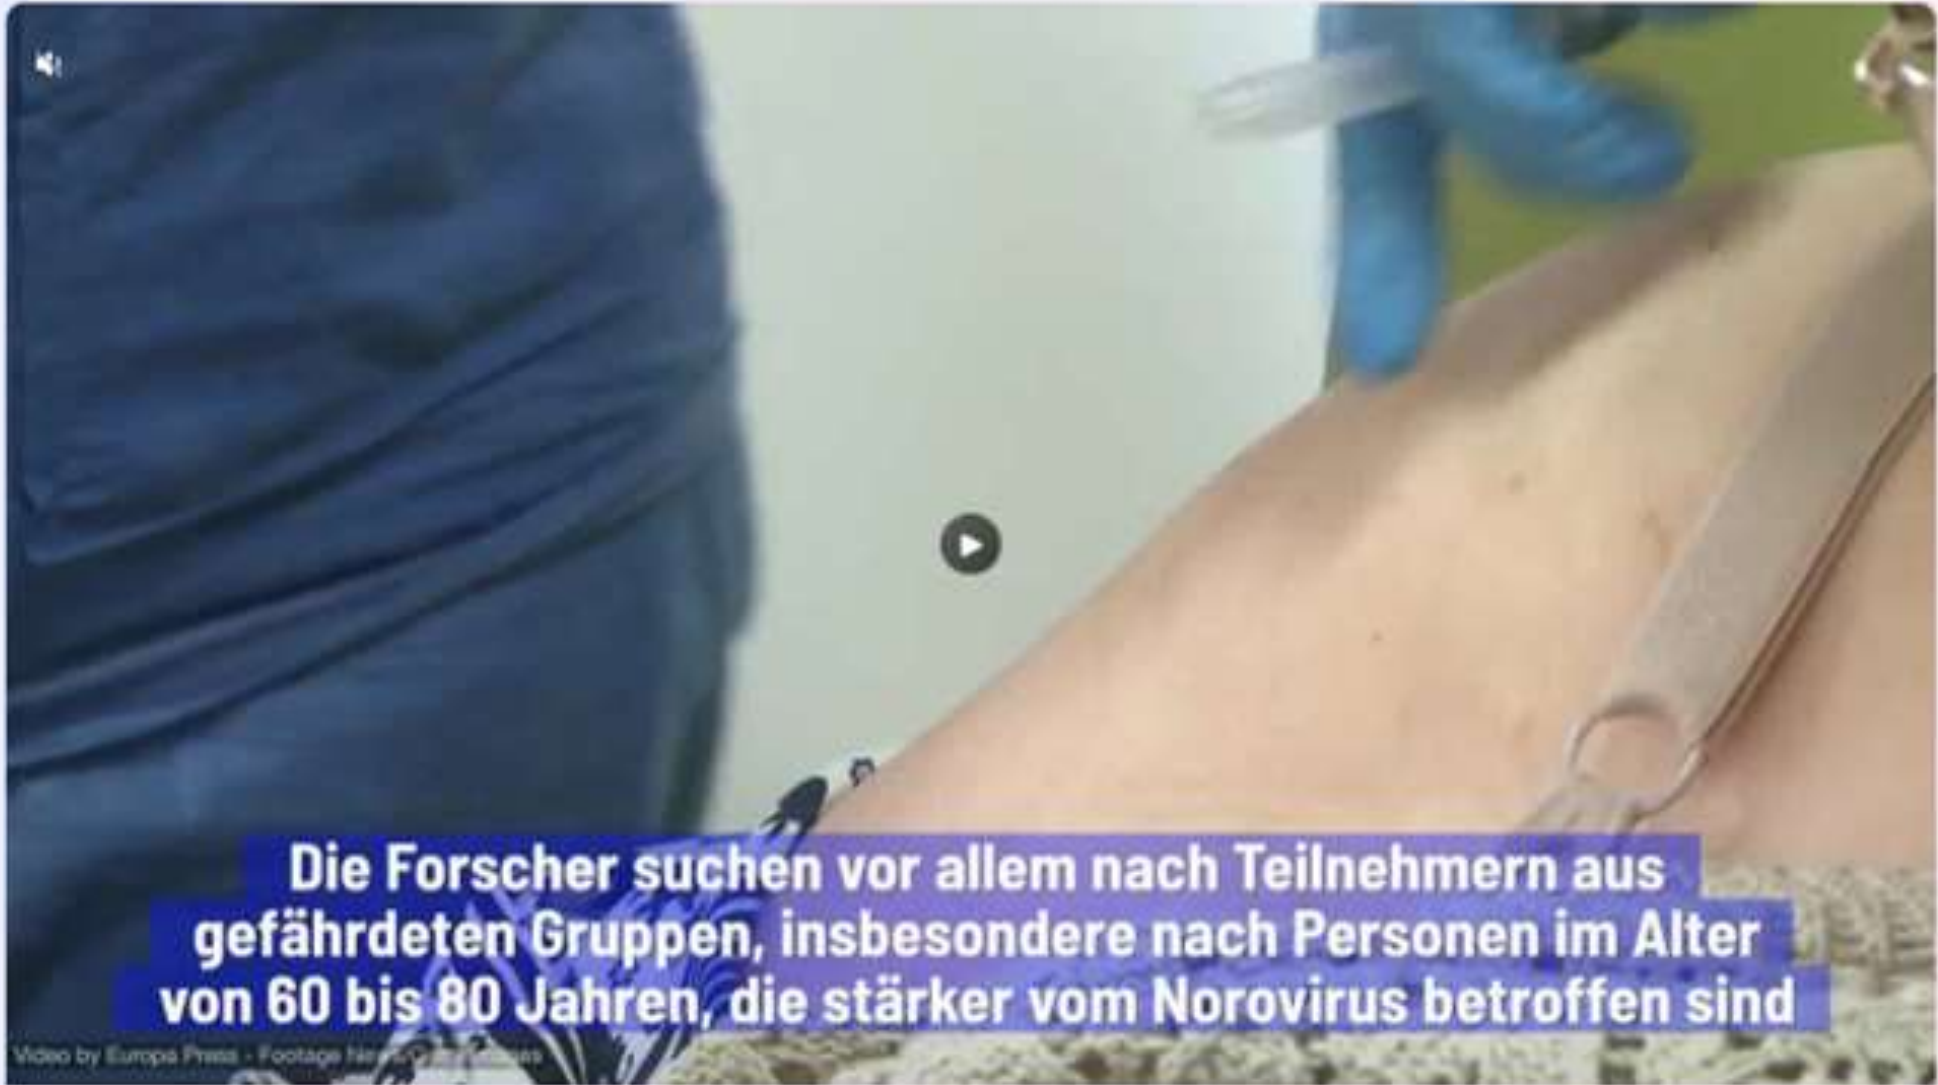 Die Forscher suchen vor allem nach Teilnehmern aus
gefährdeten Gruppen, insbesondere nach Personen im Alter
von 60 bis 80 Jahren, die stärker vom Norovirus betroffen sind
Video by Europa Press - Footage